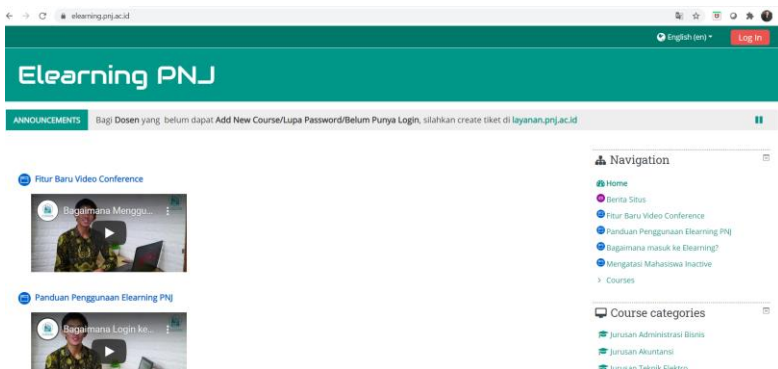 elearning.pnj.ac.id
English (en)
Log In
Elearning PNJ
ANNOUNCEMENTS
Bagi Dosen yang belum dapat Add New Course/Lupa Password/Belum Punya Login, silahkan create tiket di layanan.pnj.ac.id
Fitur Baru Video Conference
Bagaimana Menggu...
Panduan Penggunaan Elearning PNJ
Bagaimana Login ke...
Navigation
Home
Berita Situs
Fitur Baru Video Conference
Panduan Penggunaan Elearning PNJ
Bagaimana masuk ke Elearning?
Mengatasi Mahasiswa Inactive
Courses
Course categories
Jurusan Administrasi Bisnis
Jurusan Akuntansi
Jurusan Teknik Elektro